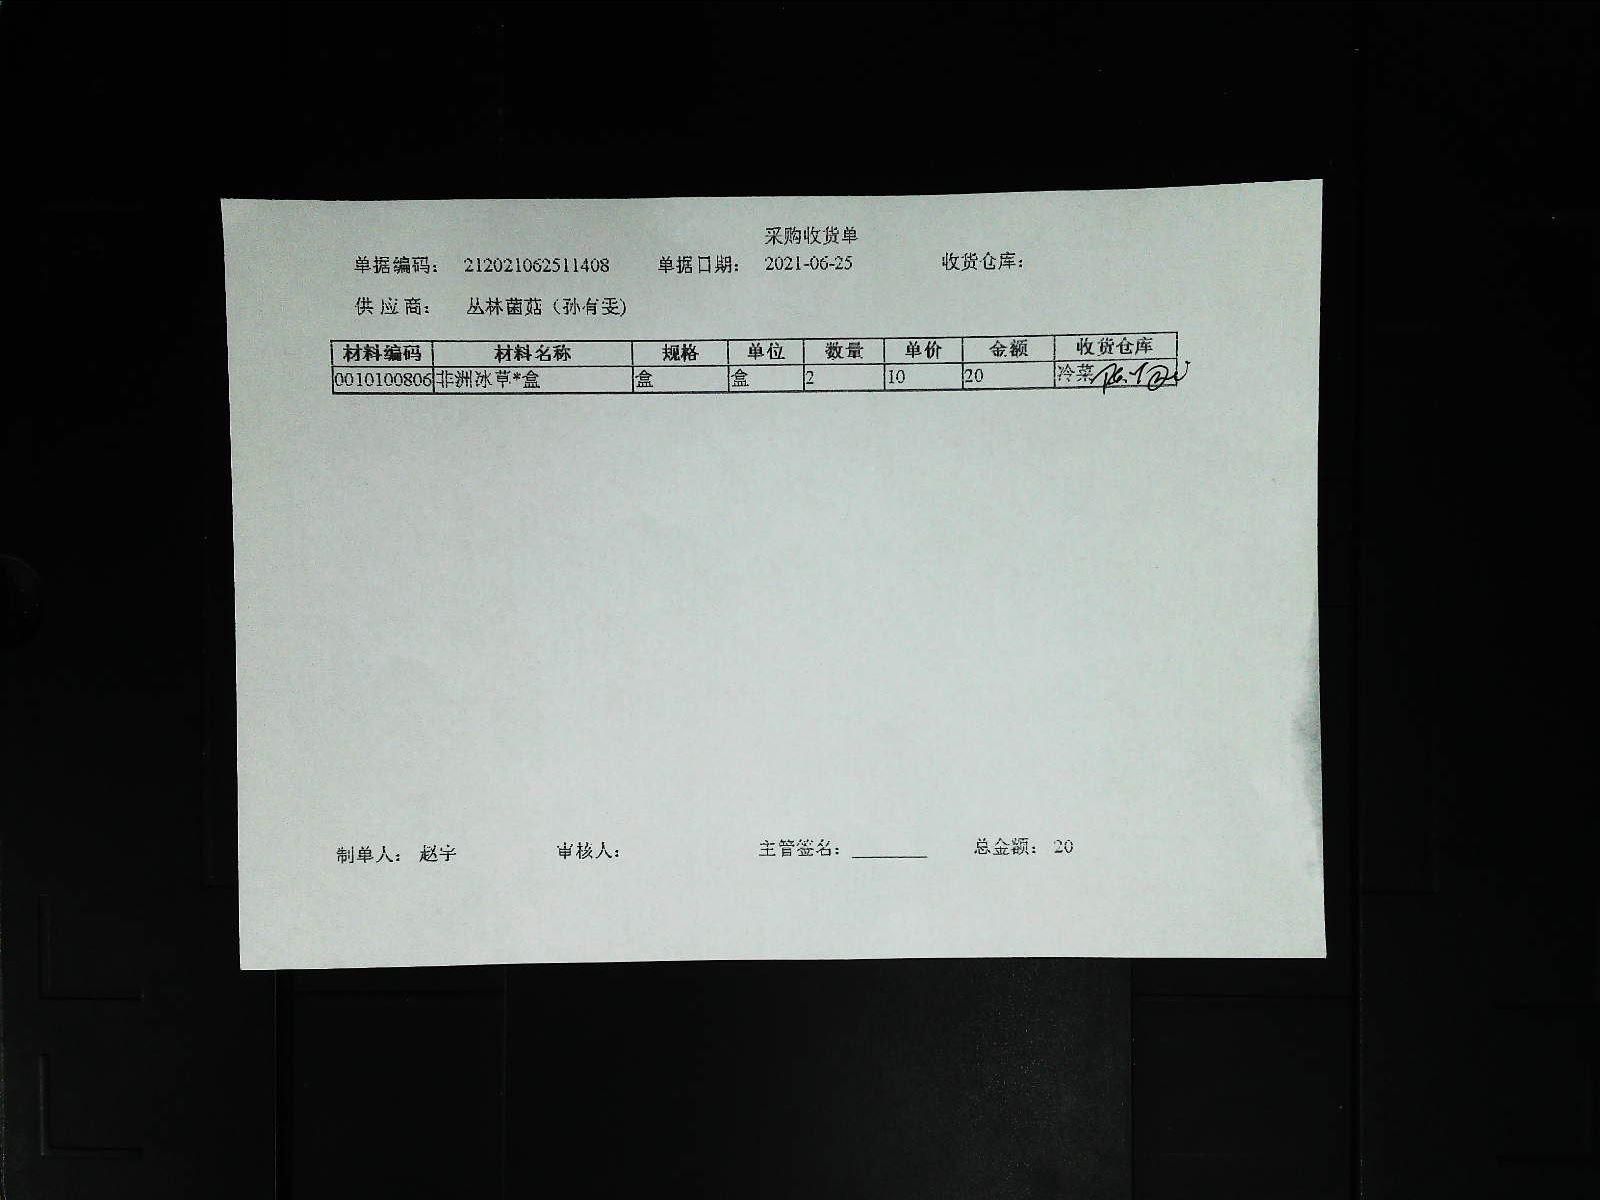 采购收货单
单据编码： 212021062511408 单据日期： 2021-06-25 收货仓库：
供 应 商： 丛林菌菇（孙有雯)
材料编码 材料名称 规格 单位 数量 单价 金额 收货仓库
0010100806 非洲冰草*盒 盒 盒 2 10 20 冷菜
制单人： 赵宇 审核人： 主管签名：________ 总金额： 20